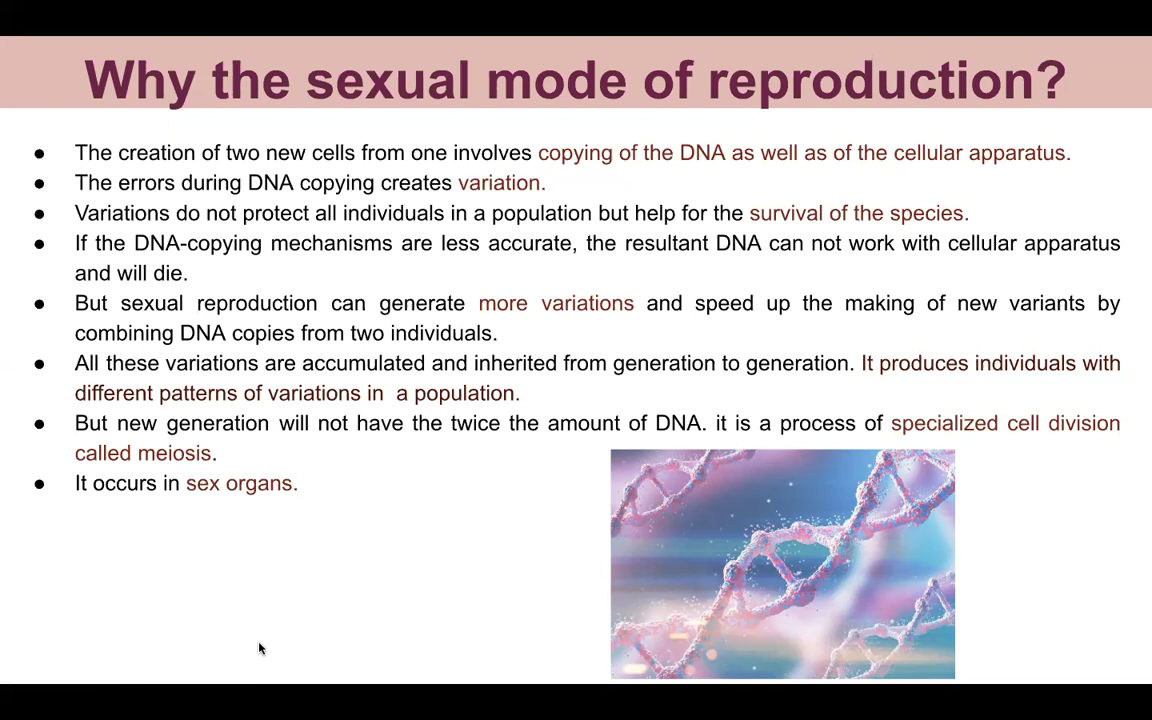 Why the sexual mode of reproduction?
● The creation of two new cells from one involves copying of the DNA as well as of the cellular apparatus.
● The errors during DNA copying creates variation.
● Variations do not protect all individuals in a population but help for the survival of the species.
● If the DNA-copying mechanisms are less accurate, the resultant DNA can not work with cellular apparatus
and will die.
● But sexual reproduction can generate more variations and speed up the making of new variants by
combining DNA copies from two individuals.
● All these variations are accumulated and inherited from generation to generation. It produces individuals with
different patterns of variations in a population.
● But new generation will not have the twice the amount of DNA. it is a process of specialized cell division
called meiosis.
● It occurs in sex organs.